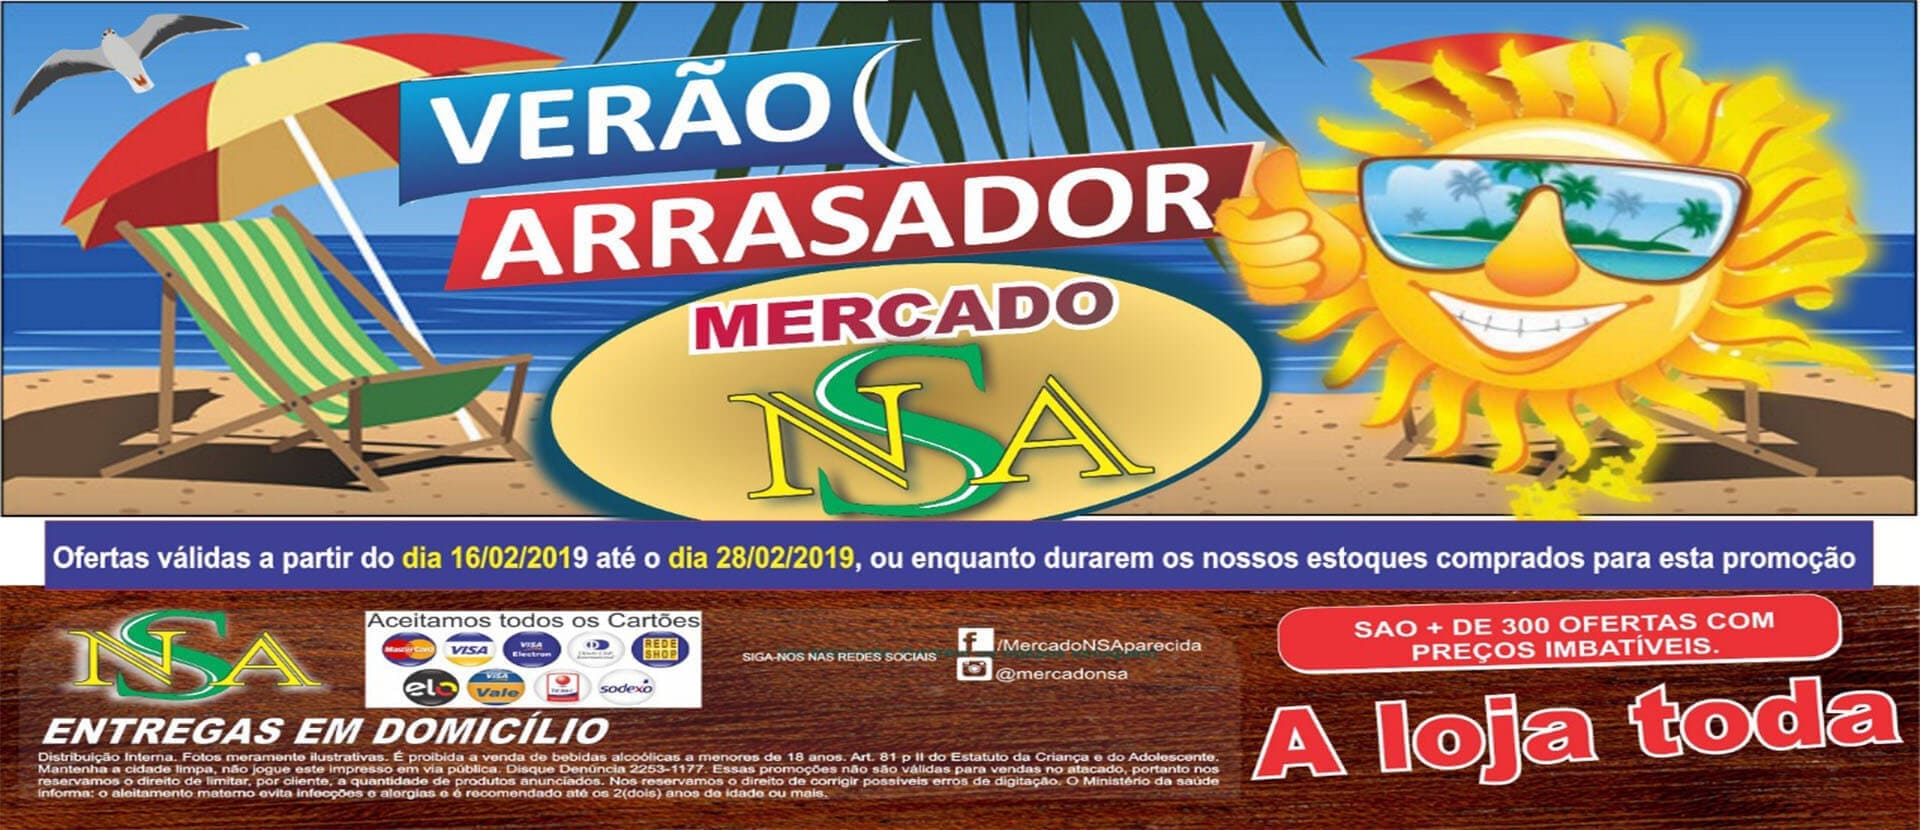 VERÃO
ARRASADOR
MERCADO
NSA
Ofertas válidas a partir do dia 16/02/2019 até o dia 28/02/2019, ou enquanto durarem os nossos estoques comprados para esta promoção
NSA
Aceitamos todos os Cartões
MasterCard VISA VISA Electron Diners Club International REDE SHOP
elo VISA Vale sodexo
ENTREGAS EM DOMICÍLIO
SIGA-NOS NAS REDES SOCIAIS
f /MercadoNSAparecida
@mercadonsa
SAO + DE 300 OFERTAS COM
PREÇOS IMBATÍVEIS.
A loja toda
Distribuição Interna. Fotos meramente ilustrativas. É proibida a venda de bebidas alcoólicas a menores de 18 anos. Art. 81 p II do Estatuto da Criança e do Adolescente.
Mantenha a cidade limpa, não jogue este impresso em via pública. Disque Denúncia 2253-1177. Essas promoções não são válidas para vendas no atacado, portanto nos
reservamos o direito de limitar, por cliente, a quantidade de produtos anunciados. Nos reservamos o direito de corrigir possíveis erros de digitação. O Ministério da saúde
informa: o aleitamento materno evita infecções e alergias e é recomendado até os 2(dois) anos de idade ou mais.